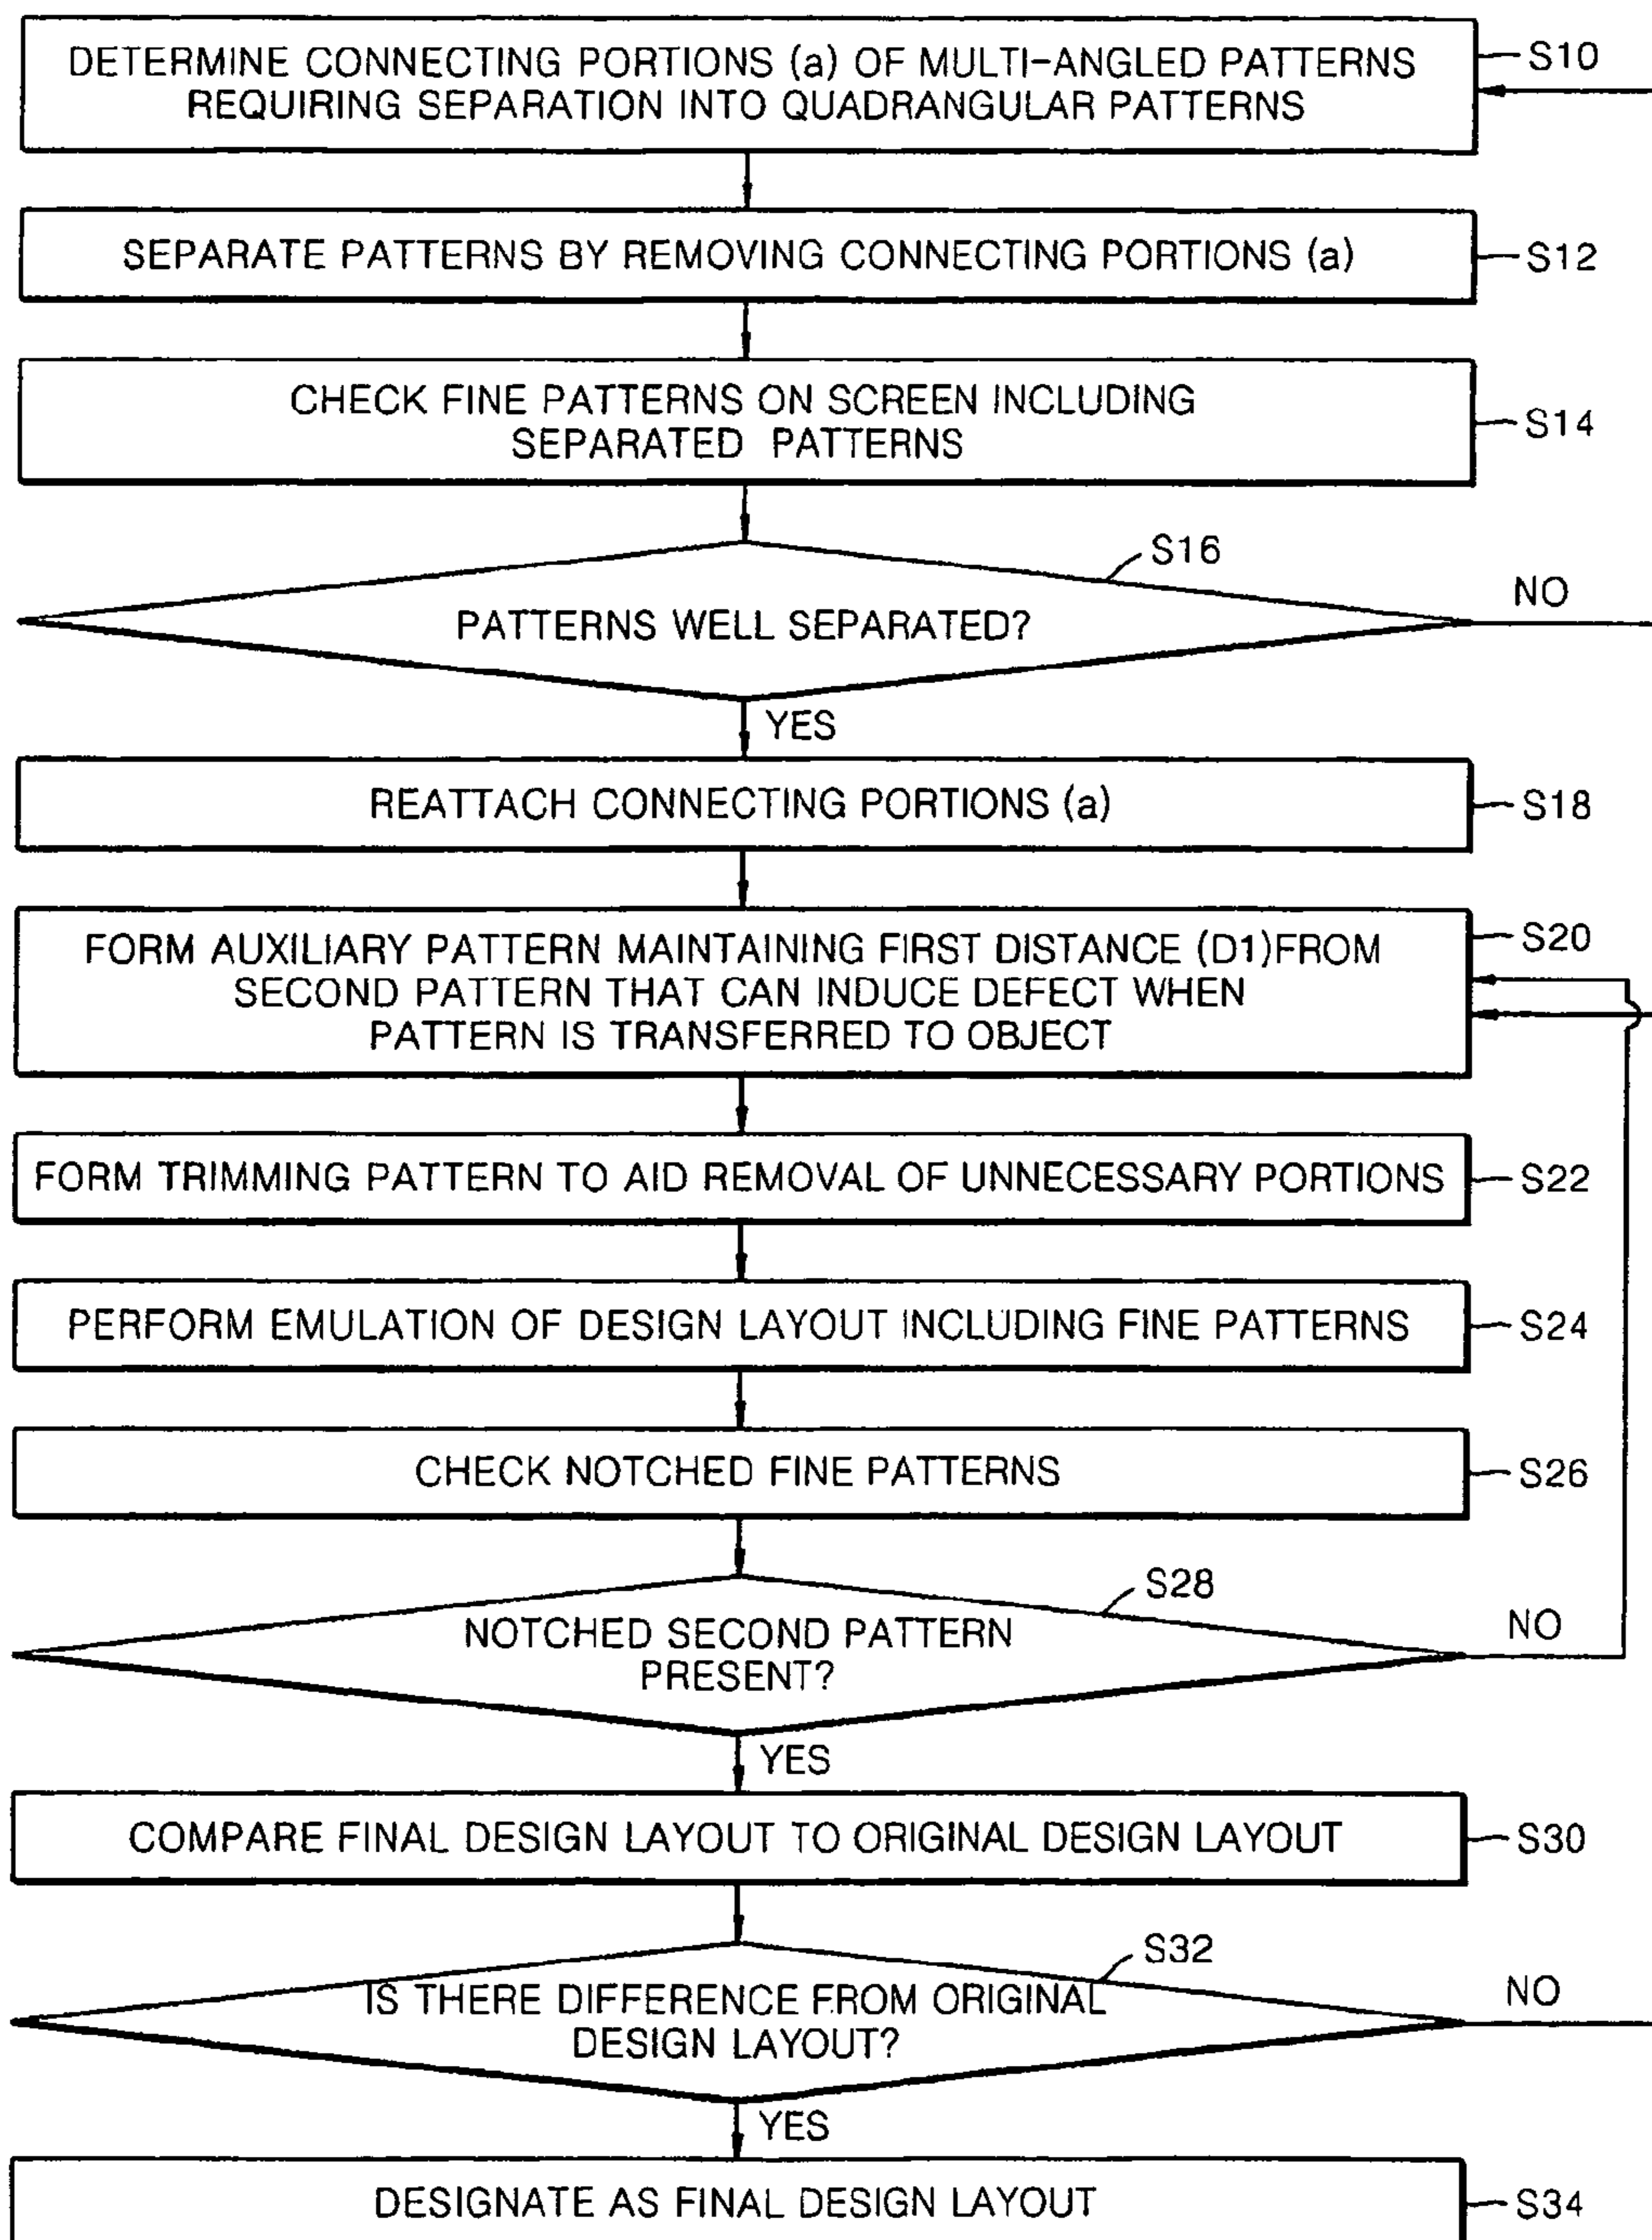 DETERMINE CONNECTING PORTIONS (a) OF MULTI-ANGLED PATTERNS
REQUIRING SEPARATION INTO QUADRANGULAR PATTERNS
S10
SEPARATE PATTERNS BY REMOVING CONNECTING PORTIONS (a)
S12
CHECK FINE PATTERNS ON SCREEN INCLUDING
SEPARATED PATTERNS
S14
S16
PATTERNS WELL SEPARATED?
NO
YES
REATTACH CONNECTING PORTIONS (a)
S18
FORM AUXILIARY PATTERN MAINTAINING FIRST DISTANCE (D1)FROM
SECOND PATTERN THAT CAN INDUCE DEFECT WHEN
PATTERN IS TRANSFERRED TO OBJECT
S20
FORM TRIMMING PATTERN TO AID REMOVAL OF UNNECESSARY PORTIONS
S22
PERFORM EMULATION OF DESIGN LAYOUT INCLUDING FINE PATTERNS
S24
CHECK NOTCHED FINE PATTERNS
S26
S28
NOTCHED SECOND PATTERN
PRESENT?
NO
YES
COMPARE FINAL DESIGN LAYOUT TO ORIGINAL DESIGN LAYOUT
S30
S32
IS THERE DIFFERENCE FROM ORIGINAL
DESIGN LAYOUT?
NO
YES
DESIGNATE AS FINAL DESIGN LAYOUT
S34